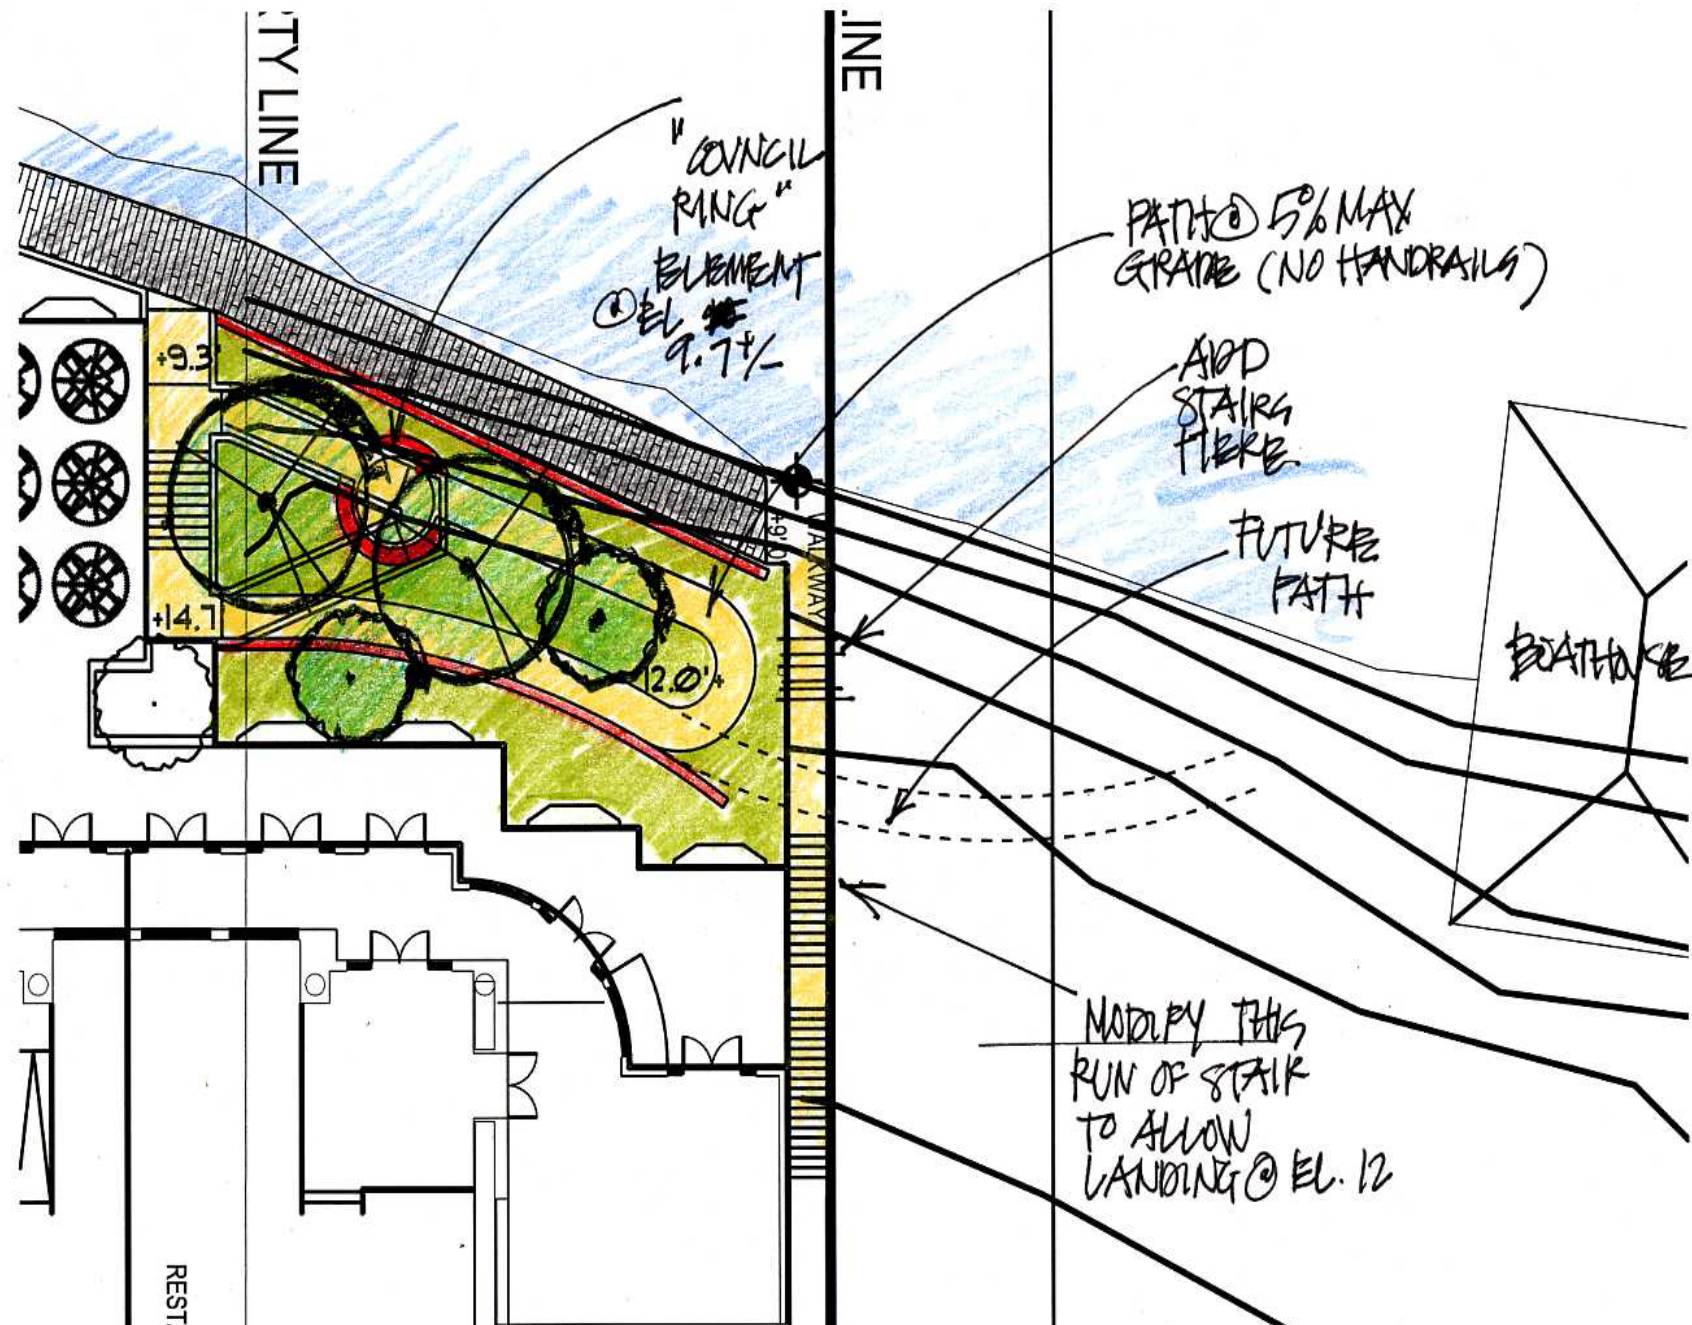 TY LINE
LINE
"COUNCIL
RING"
ELEMENT
@ EL
9.7 +/-
PATH @ 5% MAX
GRADE (NO HANDRAILS)
ADD
STAIRS
HERE.
FUTURE
PATH
BOATHOUSE
+9.3'
+14.7
12.0'+
+9.0'
WALKWAY
MODIFY THIS
RUN OF STAIR
TO ALLOW
LANDING @ EL. 12
REST.